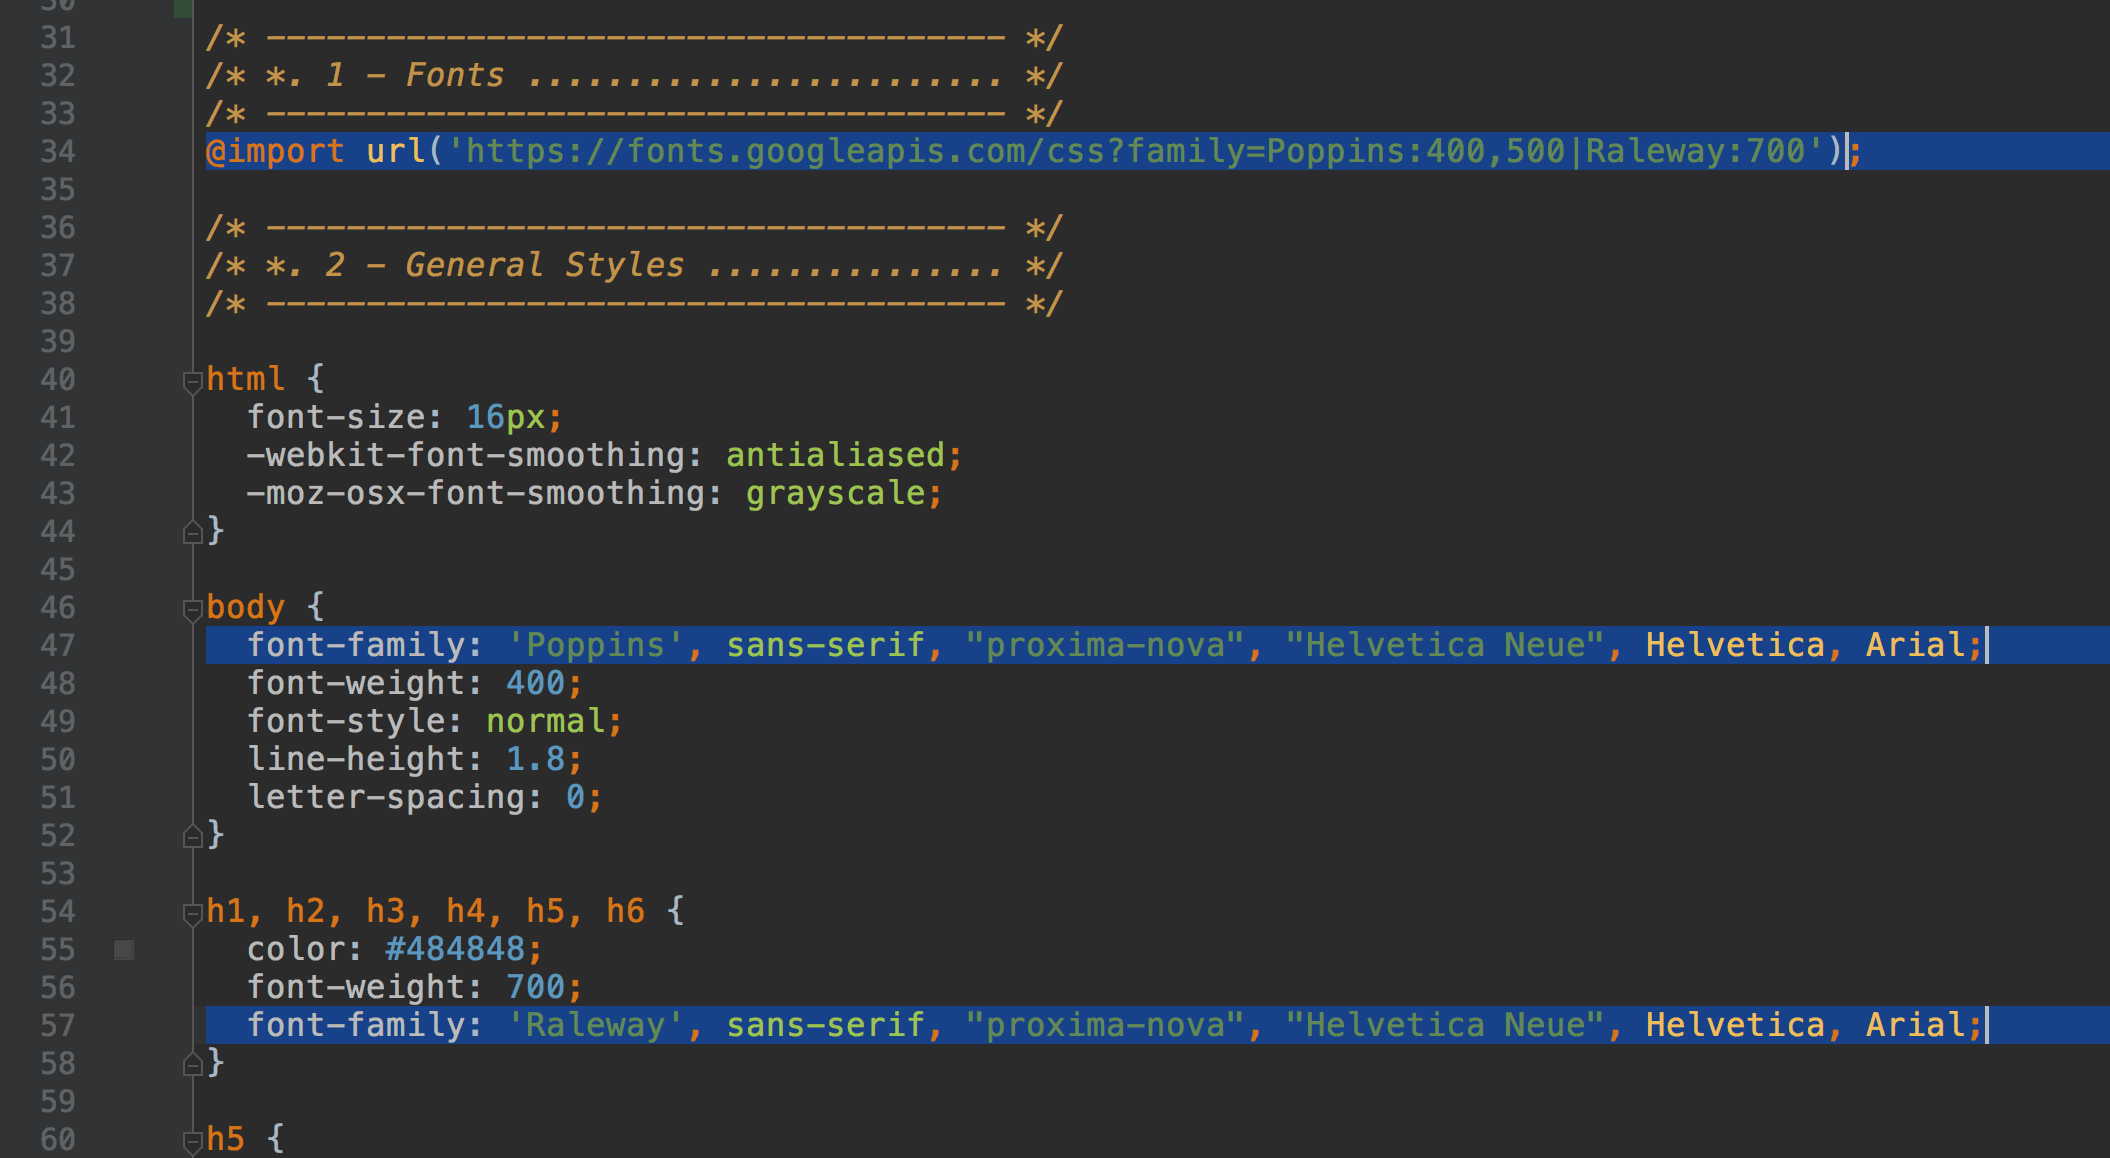 30
31 /* ------------------------------------- */
32 /* *. 1 - Fonts ........................ */
33 /* ------------------------------------- */
34 @import url('https://fonts.googleapis.com/css?family=Poppins:400,500|Raleway:700');
35
36 /* ------------------------------------- */
37 /* *. 2 - General Styles ............... */
38 /* ------------------------------------- */
39
40 html {
41   font-size: 16px;
42   -webkit-font-smoothing: antialiased;
43   -moz-osx-font-smoothing: grayscale;
44 }
45
46 body {
47   font-family: 'Poppins', sans-serif, "proxima-nova", "Helvetica Neue", Helvetica, Arial;
48   font-weight: 400;
49   font-style: normal;
50   line-height: 1.8;
51   letter-spacing: 0;
52 }
53
54 h1, h2, h3, h4, h5, h6 {
55   color: #484848;
56   font-weight: 700;
57   font-family: 'Raleway', sans-serif, "proxima-nova", "Helvetica Neue", Helvetica, Arial;
58 }
59
60 h5 {